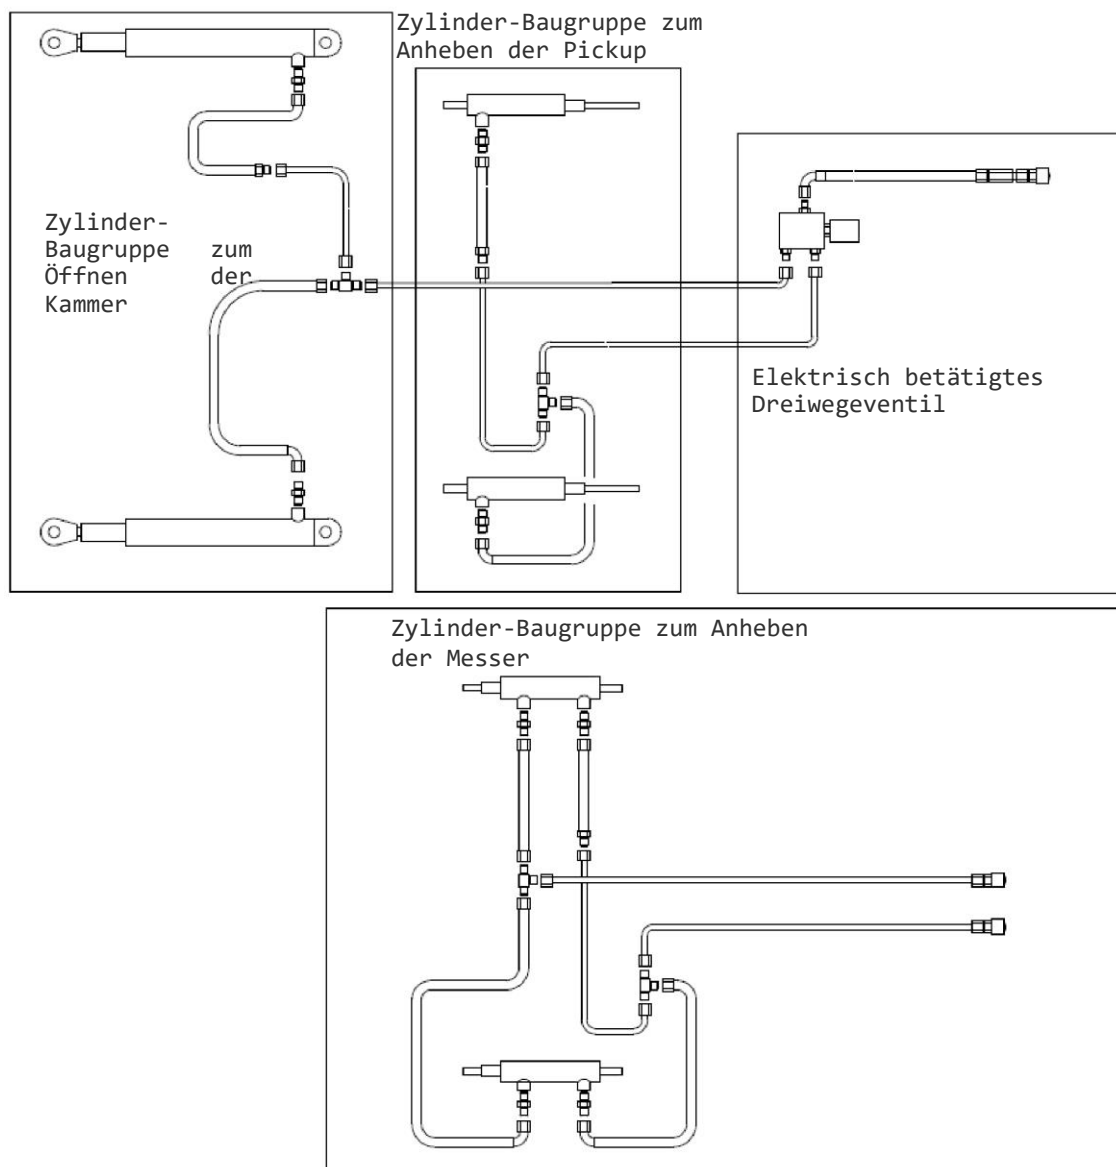 Zylinder-Baugruppe zum
Anheben der Pickup
Zylinder-
Baugruppe zum
Öffnen der
Kammer
Elektrisch betätigtes
Dreiwegeventil
Zylinder-Baugruppe zum Anheben
der Messer